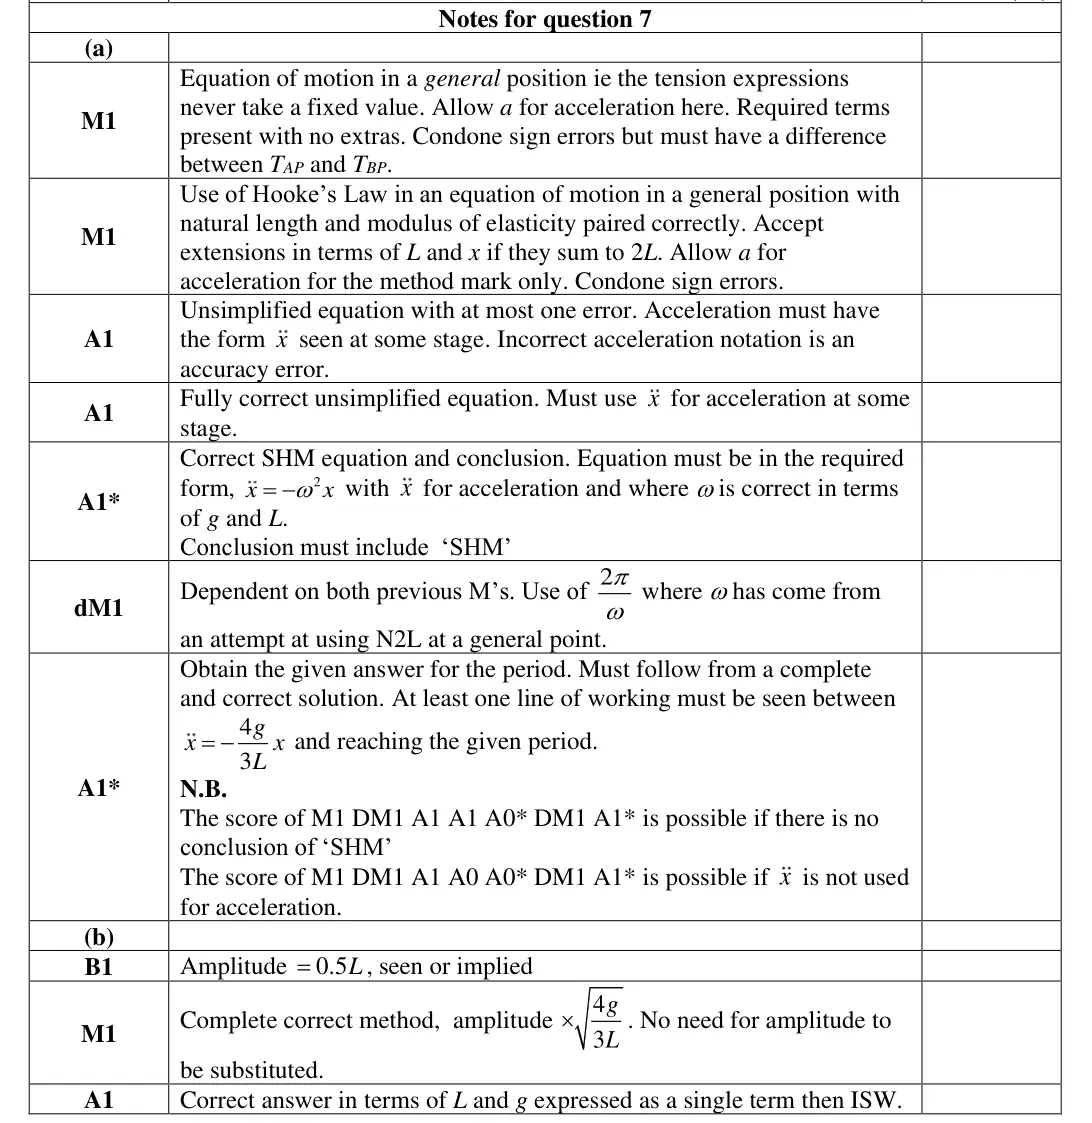 Notes for question 7
(a)
M1
Equation of motion in a general position ie the tension expressions
never take a fixed value. Allow a for acceleration here. Required terms
present with no extras. Condone sign errors but must have a difference
between T_AP and T_BP.
M1
Use of Hooke's Law in an equation of motion in a general position with
natural length and modulus of elasticity paired correctly. Accept
extensions in terms of L and x if they sum to 2L. Allow a for
acceleration for the method mark only. Condone sign errors.
A1
Unsimplified equation with at most one error. Acceleration must have
the form ẍ seen at some stage. Incorrect acceleration notation is an
accuracy error.
A1
Fully correct unsimplified equation. Must use ẍ for acceleration at some
stage.
A1*
Correct SHM equation and conclusion. Equation must be in the required
form, ẍ = −ω²x with ẍ for acceleration and where ω is correct in terms
of g and L.
Conclusion must include 'SHM'
dM1
Dependent on both previous M's. Use of 2π/ω where ω has come from
an attempt at using N2L at a general point.
A1*
Obtain the given answer for the period. Must follow from a complete
and correct solution. At least one line of working must be seen between
ẍ = −4g/3L x and reaching the given period.
N.B.
The score of M1 DM1 A1 A1 A0* DM1 A1* is possible if there is no
conclusion of 'SHM'
The score of M1 DM1 A1 A0 A0* DM1 A1* is possible if ẍ is not used
for acceleration.
(b)
B1
Amplitude = 0.5L, seen or implied
M1
Complete correct method, amplitude ×√(4g/3L). No need for amplitude to
be substituted.
A1
Correct answer in terms of L and g expressed as a single term then ISW.